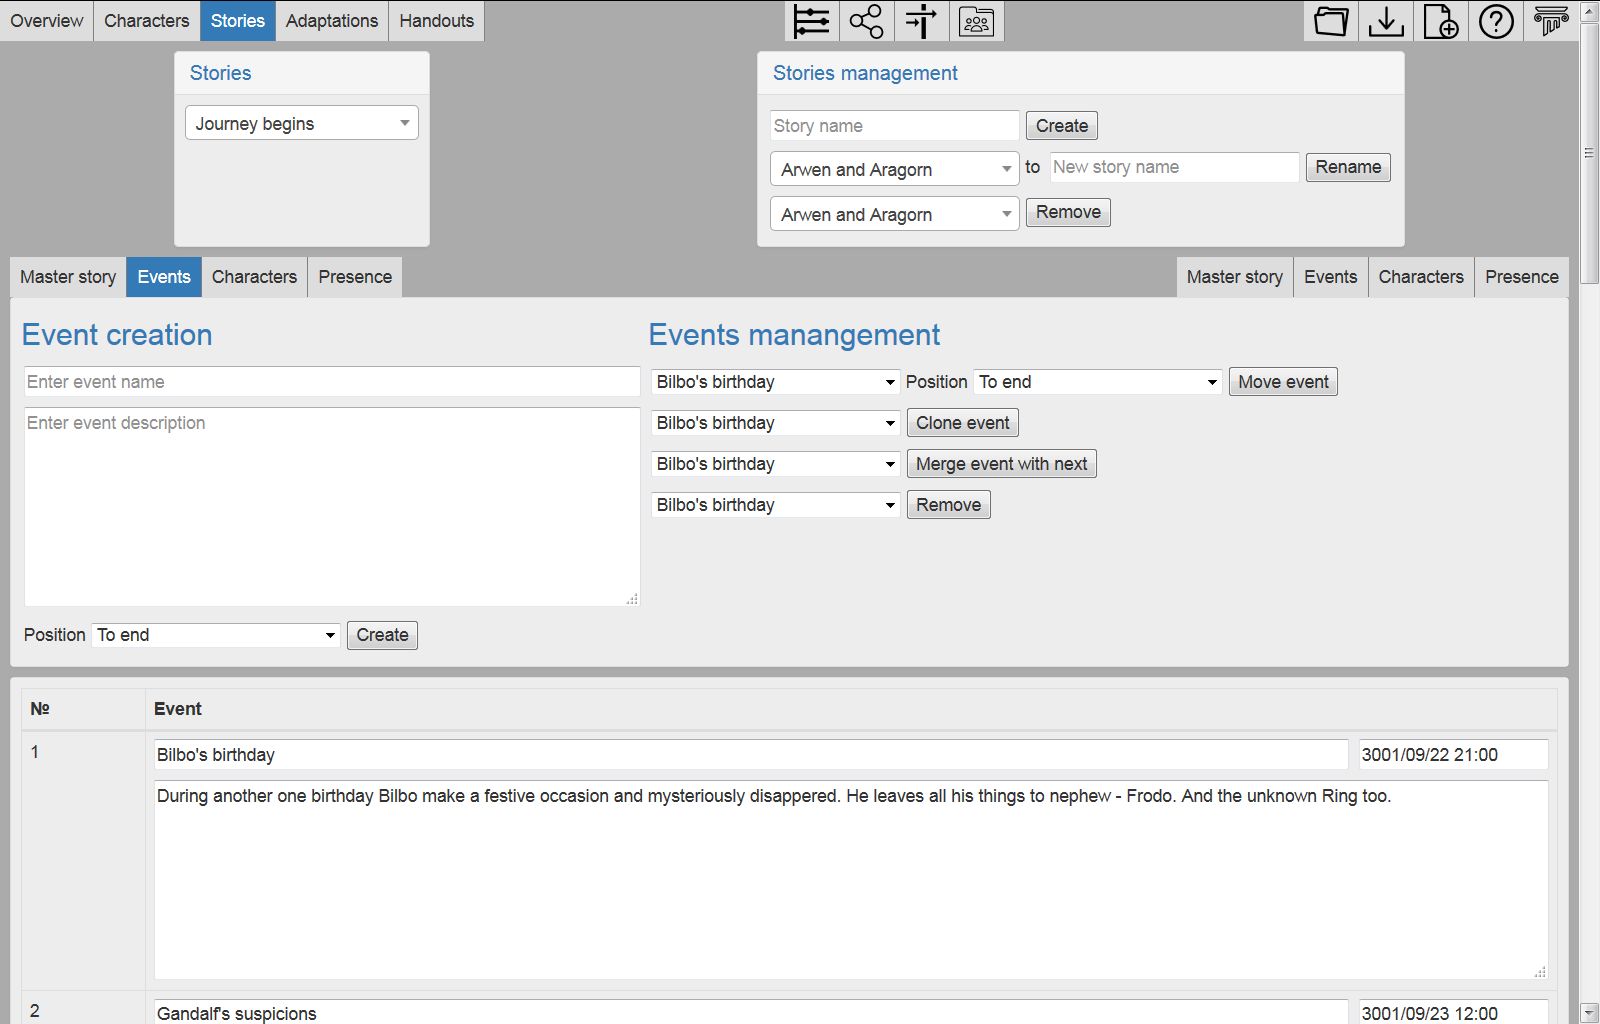 Overview Characters Stories Adaptations Handouts
Stories
Journey begins
Stories management
Story name Create
Arwen and Aragorn to New story name Rename
Arwen and Aragorn Remove
Master story Events Characters Presence
Master story Events Characters Presence
Event creation
Enter event name
Enter event description
Position To end Create
Events manangement
Bilbo's birthday Position To end Move event
Bilbo's birthday Clone event
Bilbo's birthday Merge event with next
Bilbo's birthday Remove
№ Event
1 Bilbo's birthday 3001/09/22 21:00
During another one birthday Bilbo make a festive occasion and mysteriously disappered. He leaves all his things to nephew - Frodo. And the unknown Ring too.
2 Gandalf's suspicions 3001/09/23 12:00